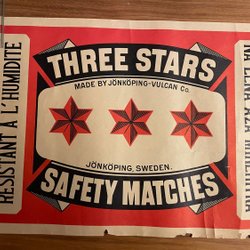 RÉSISTANT À L'HUMIDITÉ
THREE STARS
MADE BY JÖNKÖPING-VULCAN Co.
JÖNKÖPING, SWEDEN.
SAFETY MATCHES